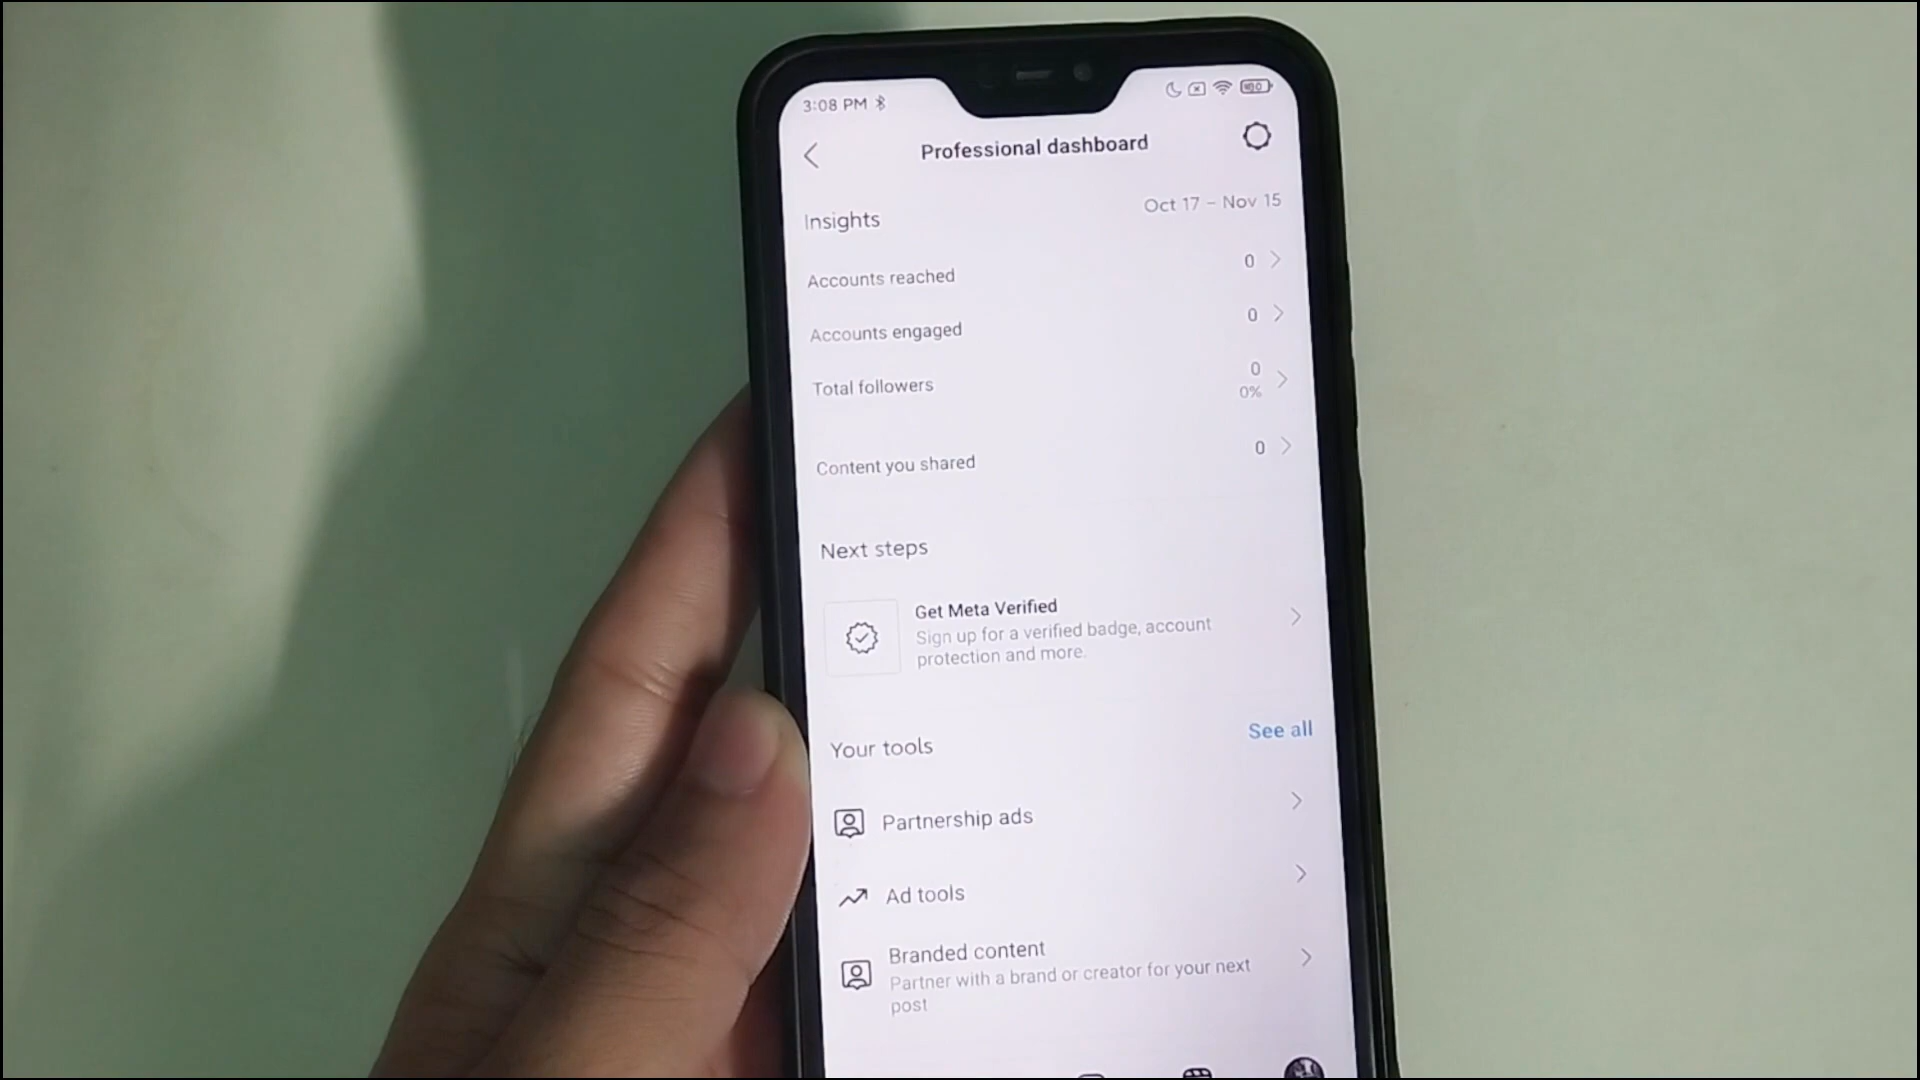 3:08 PM
Professional dashboard
Insights
Oct 17 – Nov 15
Accounts reached
0
Accounts engaged
0
Total followers
0
0%
Content you shared
0
Next steps
Get Meta Verified
Sign up for a verified badge, account
protection and more.
Your tools
See all
Partnership ads
Ad tools
Branded content
Partner with a brand or creator for your next
post